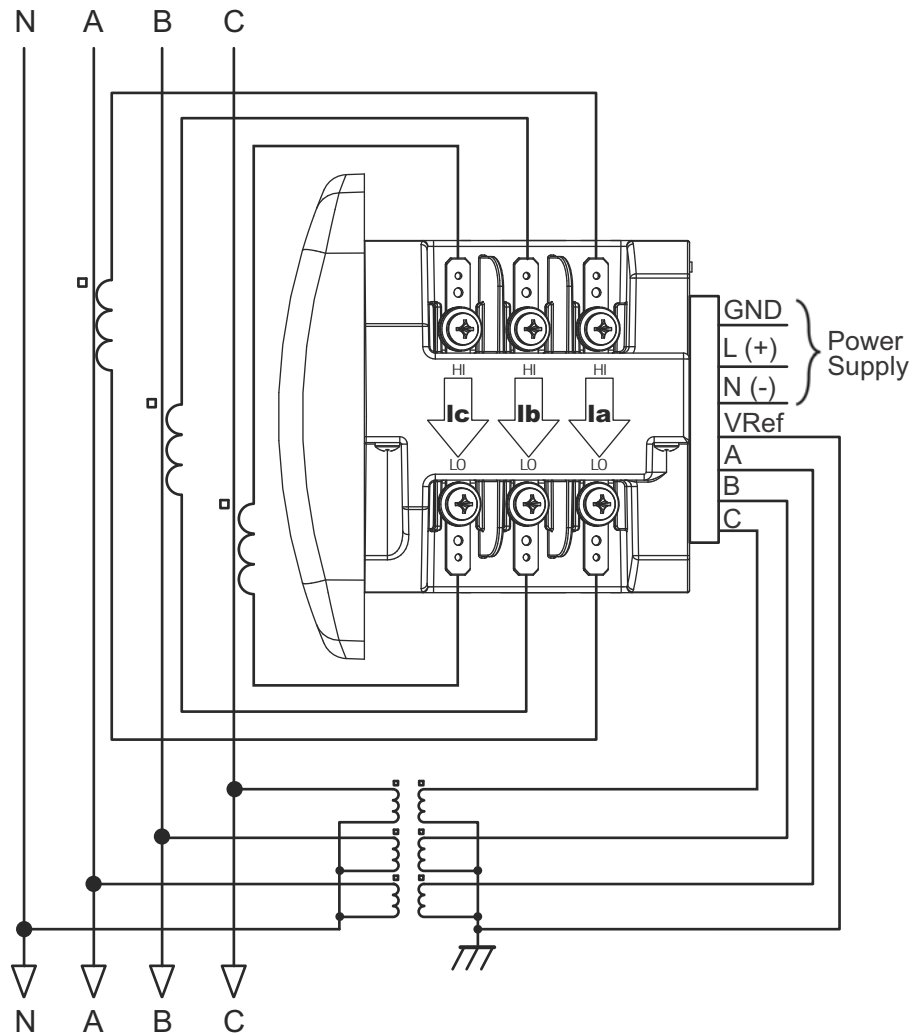 N A B C
GND
L (+)
N (-)
Power
Supply
VRef
A
B
C
HI HI HI
Ic Ib Ia
LO LO LO
N A B C